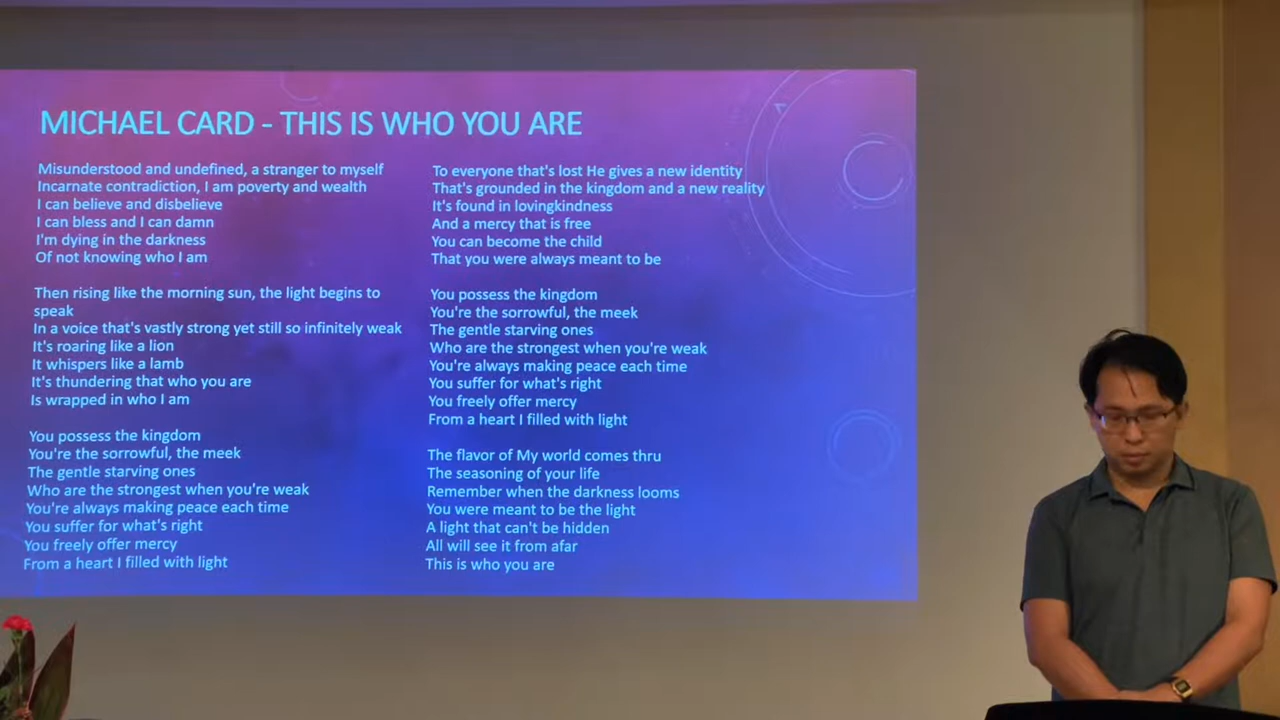 MICHAEL CARD - THIS IS WHO YOU ARE
Misunderstood and undefined, a stranger to myself
Incarnate contradiction, I am poverty and wealth
I can believe and disbelieve
I can bless and I can damn
I'm dying in the darkness
Of not knowing who I am
Then rising like the morning sun, the light begins to
speak
In a voice that's vastly strong yet still so infinitely weak
It's roaring like a lion
It whispers like a lamb
It's thundering that who you are
Is wrapped in who I am
You possess the kingdom
You're the sorrowful, the meek
The gentle starving ones
Who are the strongest when you're weak
You're always making peace each time
You suffer for what's right
You freely offer mercy
From a heart I filled with light
To everyone that's lost He gives a new identity
That's grounded in the kingdom and a new reality
It's found in lovingkindness
And a mercy that is free
You can become the child
That you were always meant to be
You possess the kingdom
You're the sorrowful, the meek
The gentle starving ones
Who are the strongest when you're weak
You're always making peace each time
You suffer for what's right
You freely offer mercy
From a heart I filled with light
The flavor of My world comes thru
The seasoning of your life
Remember when the darkness looms
You were meant to be the light
A light that can't be hidden
All will see it from afar
This is who you are